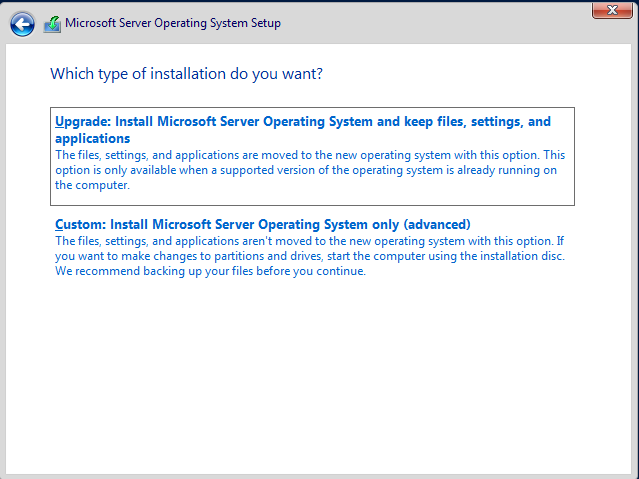 Microsoft Server Operating System Setup
Which type of installation do you want?
Upgrade: Install Microsoft Server Operating System and keep files, settings, and
applications
The files, settings, and applications are moved to the new operating system with this option. This
option is only available when a supported version of the operating system is already running on
the computer.
Custom: Install Microsoft Server Operating System only (advanced)
The files, settings, and applications aren't moved to the new operating system with this option. If
you want to make changes to partitions and drives, start the computer using the installation disc.
We recommend backing up your files before you continue.